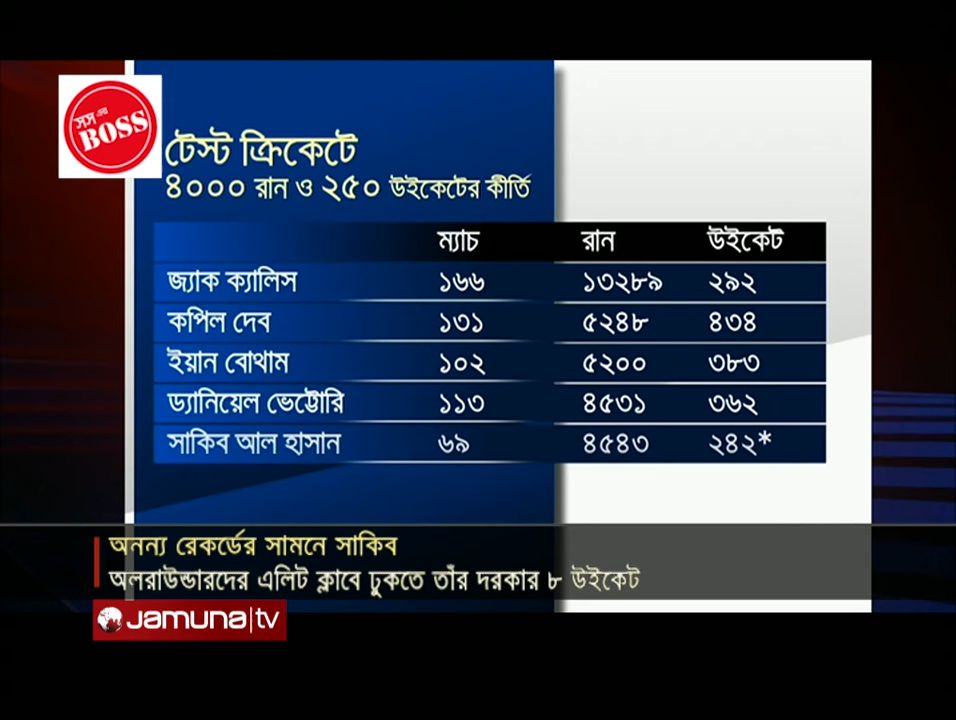 সস এর
BOSS
টেস্ট ক্রিকেটে
৪০০০ রান ও ২৫০ উইকেটের কীর্তি
ম্যাচ রান উইকেট
জ্যাক ক্যালিস ১৬৬ ১৩২৮৯ ২৯২
কপিল দেব ১৩১ ৫২৪৮ ৪৩৪
ইয়ান বোথাম ১০২ ৫২০০ ৩৮৩
ড্যানিয়েল ভেট্টোরি ১১৩ ৪৫৩১ ৩৬২
সাকিব আল হাসান ৬৯ ৪৫৪৩ ২৪২*
অনন্য রেকর্ডের সামনে সাকিব
অলরাউন্ডারদের এলিট ক্লাবে ঢুকতে তাঁর দরকার ৮ উইকেট
Jamuna|tv